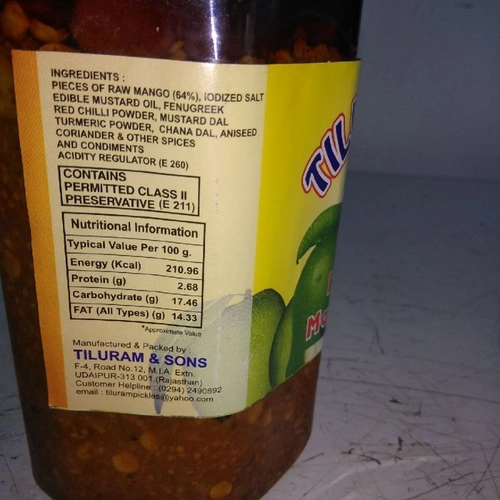 INGREDIENTS :
PIECES OF RAW MANGO (64%), IODIZED SALT
EDIBLE MUSTARD OIL, FENUGREEK
RED CHILLI POWDER, MUSTARD DAL
TURMERIC POWDER, CHANA DAL, ANISEED
CORIANDER & OTHER SPICES
AND CONDIMENTS
ACIDITY REGULATOR (E 260)
CONTAINS
PERMITTED CLASS II
PRESERVATIVE (E 211)
Nutritional Information
Typical Value Per 100 g.
Energy (Kcal) 210.96
Protein (g) 2.68
Carbohydrate (g) 17.46
FAT (All Types) (g) 14.33
*Approximate Value
Manufactured & Packed by :
TILURAM & SONS
F-4, Road No.12, M.I.A. Extn.
UDAIPUR-313 001 (Rajasthan)
Customer Helpline : (0294) 2490892
email : tilurampickles@yahoo.com
TIL